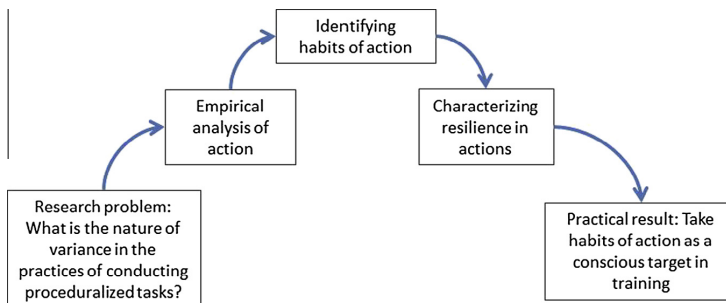 Research problem:
What is the nature of
variance in the
practices of conducting
proceduralized tasks?
Empirical
analysis of
action
Identifying
habits of action
Characterizing
resilience in
actions
Practical result: Take
habits of action as a
conscious target in
training